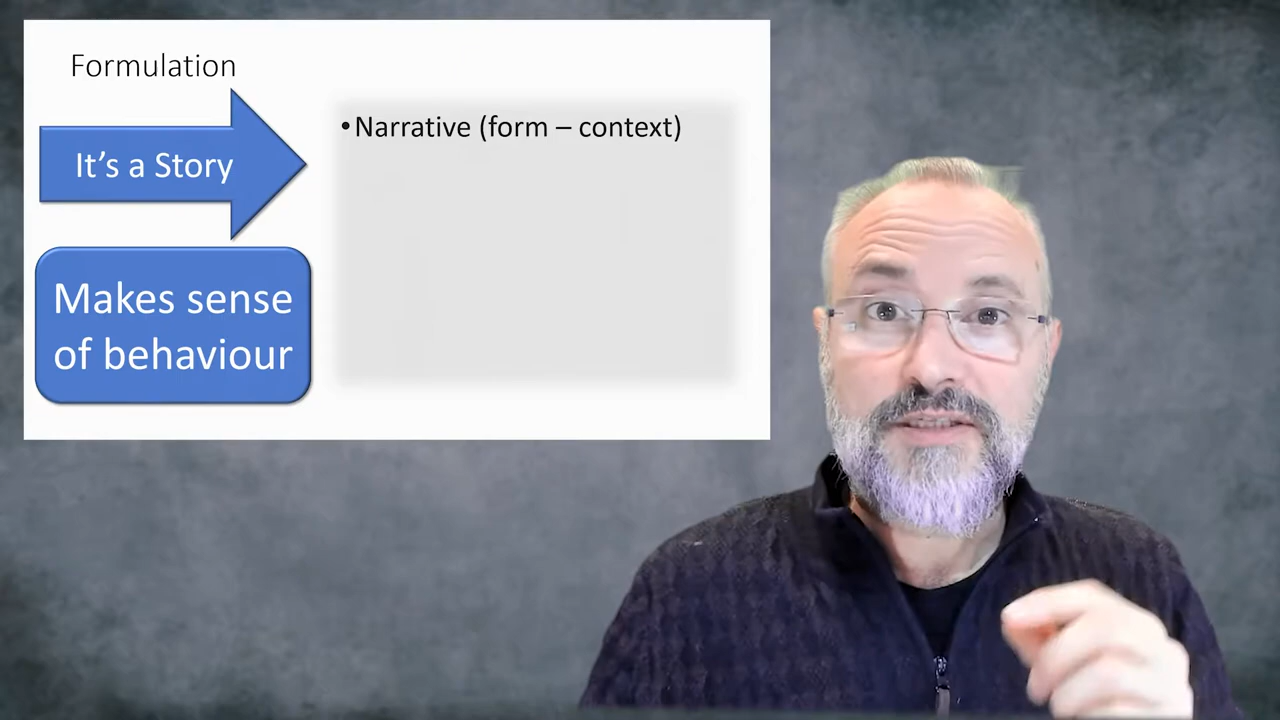 Formulation
It's a Story
Makes sense
of behaviour
•Narrative (form – context)